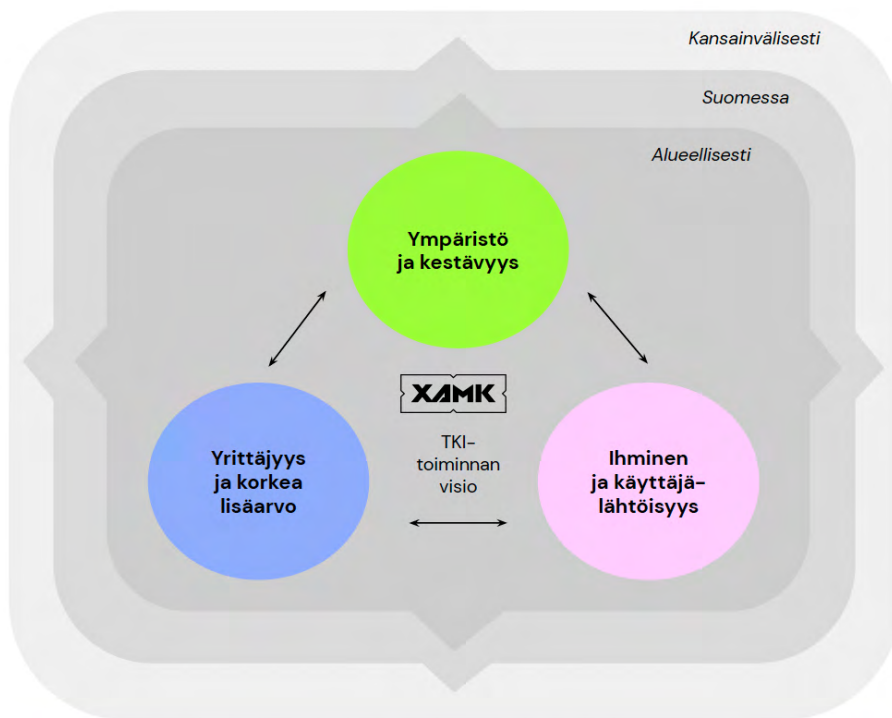 Kansainvälisesti
Suomessa
Alueellisesti
Ympäristö
ja kestävyys
XAMK
TKI-
toiminnan
visio
Yrittäjyys
ja korkea
lisäarvo
Ihminen
ja käyttäjä-
lähtöisyys